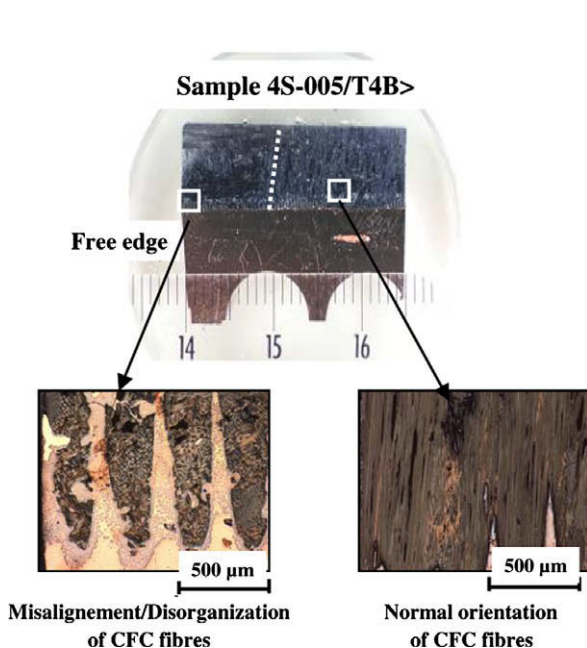 Sample 4S-005/T4B>
Free edge
14 15 16
500 μm
500 μm
Misalignement/Disorganization
of CFC fibres
Normal orientation
of CFC fibres